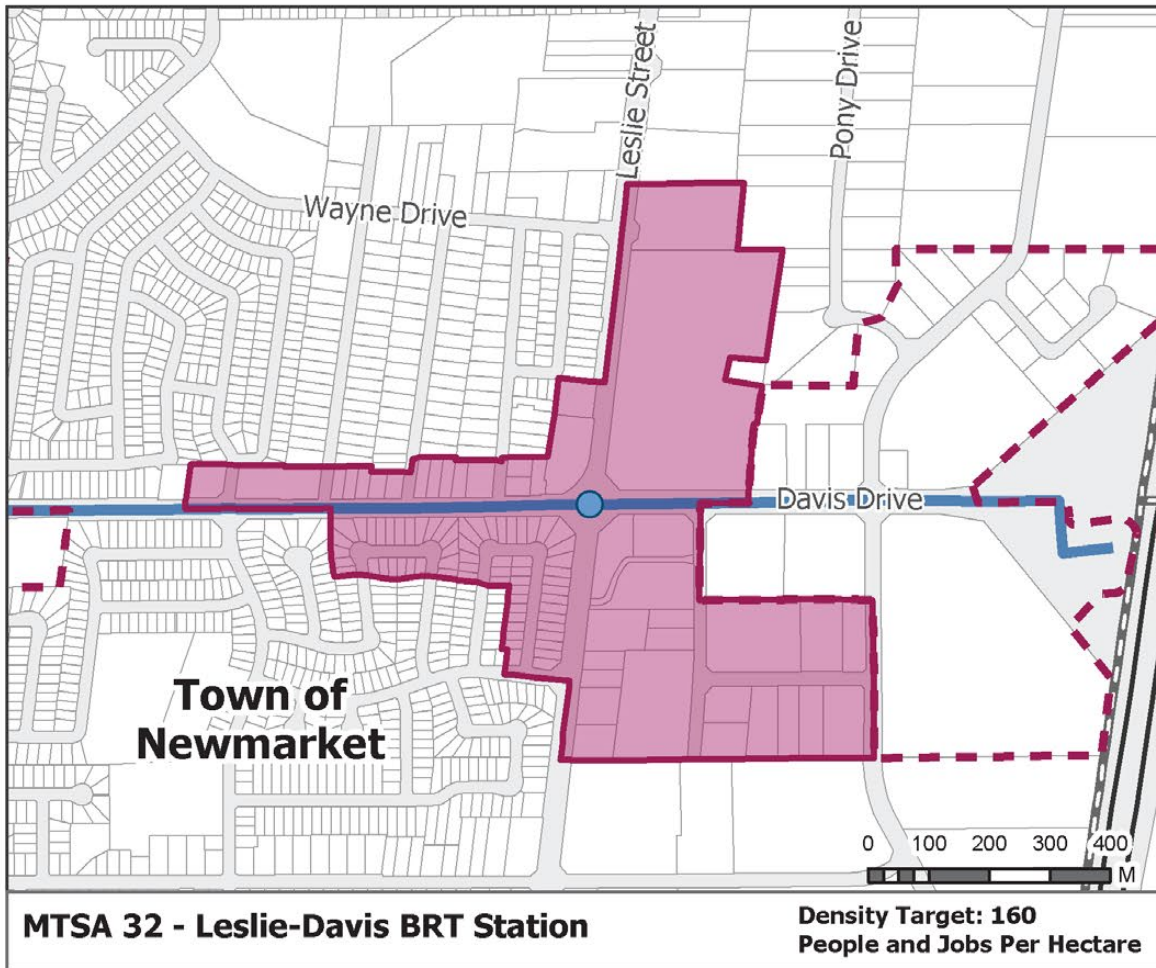 Leslie Street
Pony Drive
Wayne Drive
Davis Drive
Town of
Newmarket
0 100 200 300 400
M
MTSA 32 - Leslie-Davis BRT Station
Density Target: 160
People and Jobs Per Hectare